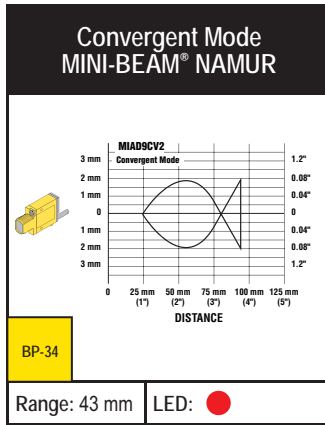 Convergent Mode
MINI-BEAM® NAMUR
MIAD9CV2
Convergent Mode
3 mm 1.2"
2 mm 0.08"
1 mm 0.04"
0 0
1 mm 0.04"
2 mm 0.08"
3 mm 1.2"
0 25 mm 50 mm 75 mm 100 mm 125 mm
(1") (2") (3") (4") (5")
DISTANCE
BP-34
Range: 43 mm LED: